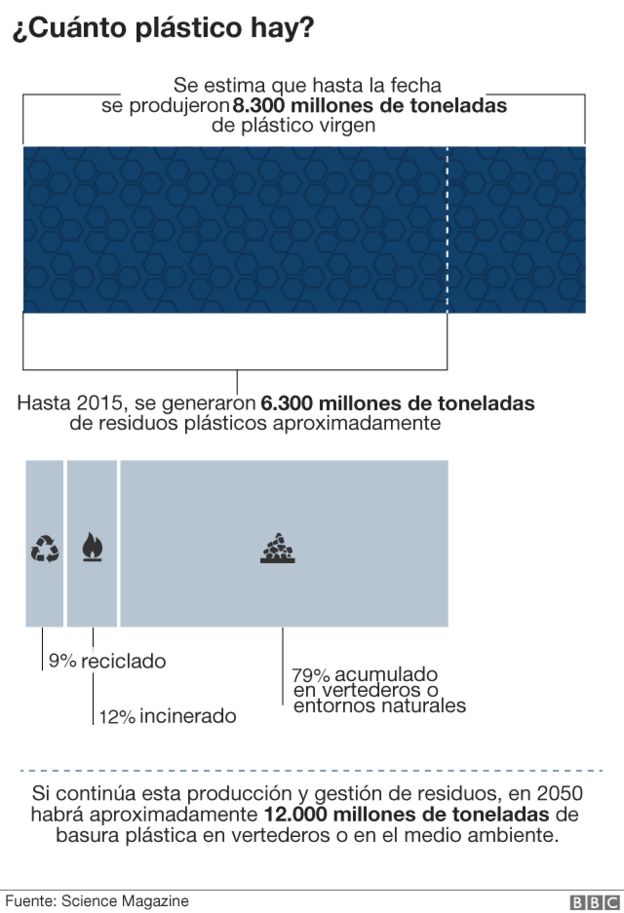 ¿Cuánto plástico hay?
Se estima que hasta la fecha
se produjeron 8.300 millones de toneladas
de plástico virgen
Hasta 2015, se generaron 6.300 millones de toneladas
de residuos plásticos aproximadamente
9% reciclado
12% incinerado
79% acumulado
en vertederos o
entornos naturales
Si continúa esta producción y gestión de residuos, en 2050
habrá aproximadamente 12.000 millones de toneladas de
basura plástica en vertederos o en el medio ambiente.
Fuente: Science Magazine
BBC